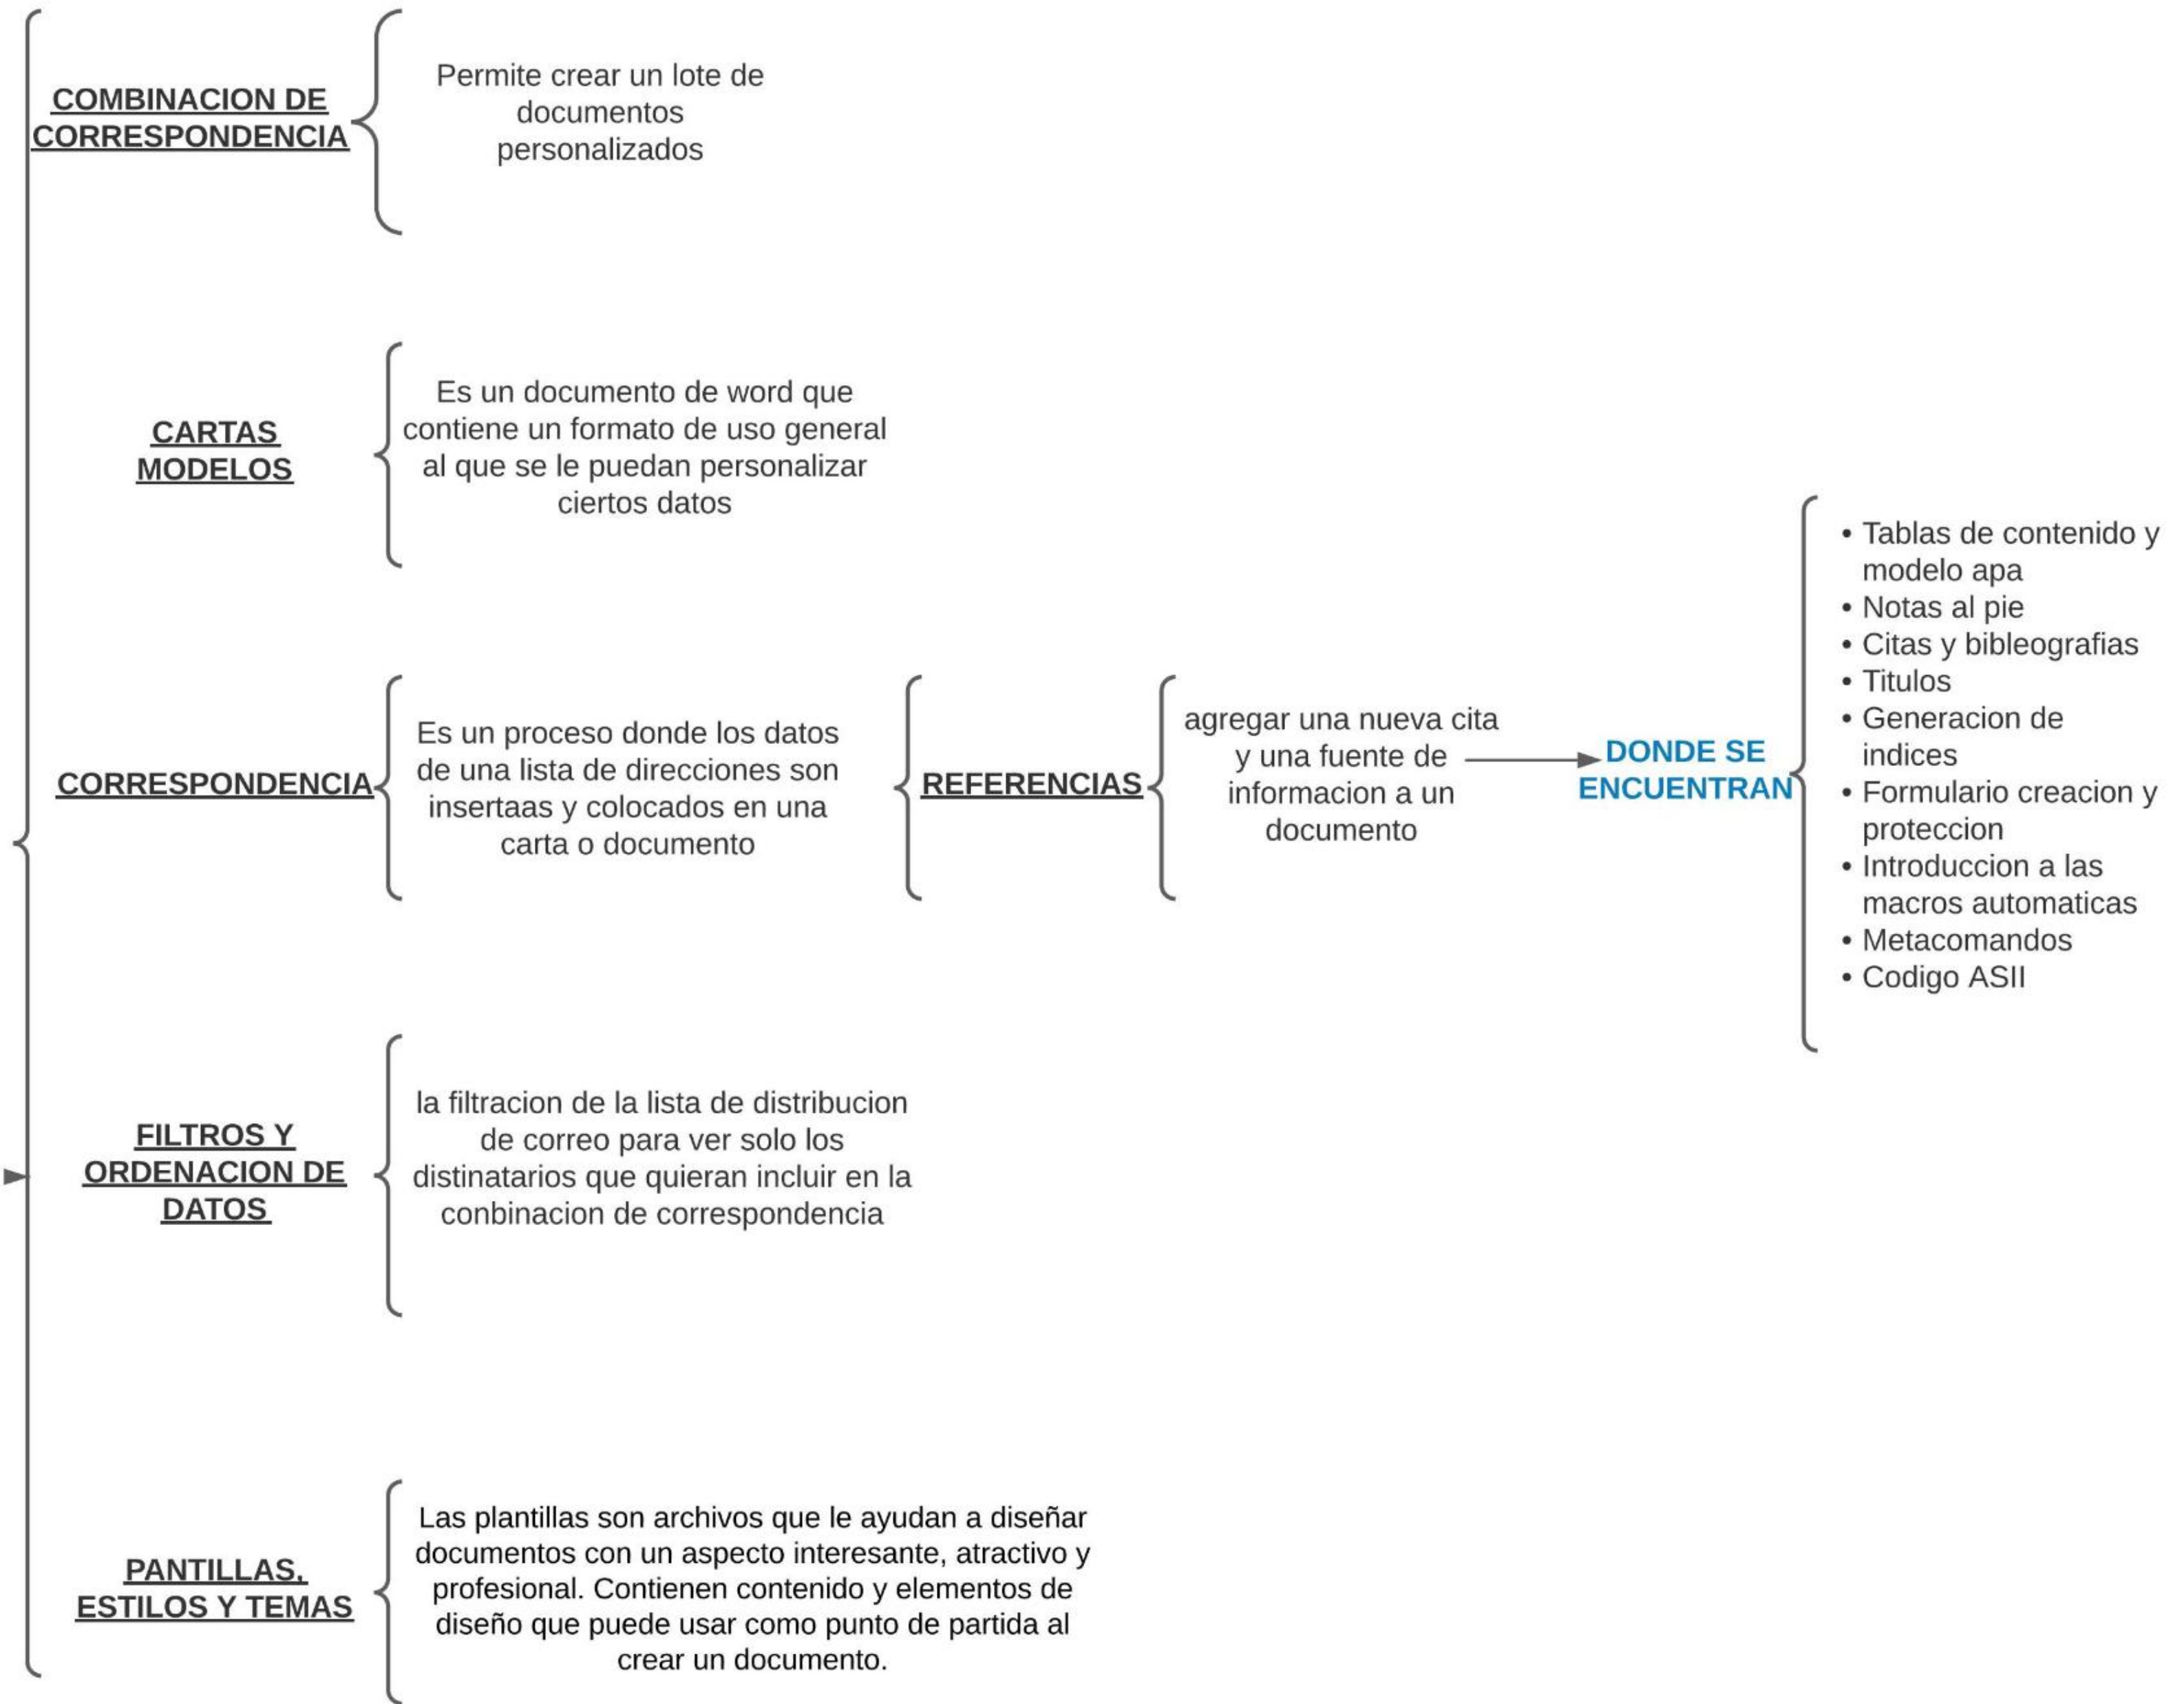 COMBINACION DE
CORRESPONDENCIA
Permite crear un lote de
documentos
personalizados
CARTAS
MODELOS
Es un documento de word que
contiene un formato de uso general
al que se le puedan personalizar
ciertos datos
CORRESPONDENCIA
Es un proceso donde los datos
de una lista de direcciones son
insertaas y colocados en una
carta o documento
REFERENCIAS
agregar una nueva cita
y una fuente de
informacion a un
documento
DONDE SE
ENCUENTRAN
• Tablas de contenido y
modelo apa
• Notas al pie
• Citas y bibleografias
• Titulos
• Generacion de
indices
• Formulario creacion y
proteccion
• Introduccion a las
macros automaticas
• Metacomandos
• Codigo ASII
FILTROS Y
ORDENACION DE
DATOS
la filtracion de la lista de distribucion
de correo para ver solo los
distinatarios que quieran incluir en la
conbinacion de correspondencia
PANTILLAS,
ESTILOS Y TEMAS
Las plantillas son archivos que le ayudan a diseñar
documentos con un aspecto interesante, atractivo y
profesional. Contienen contenido y elementos de
diseño que puede usar como punto de partida al
crear un documento.